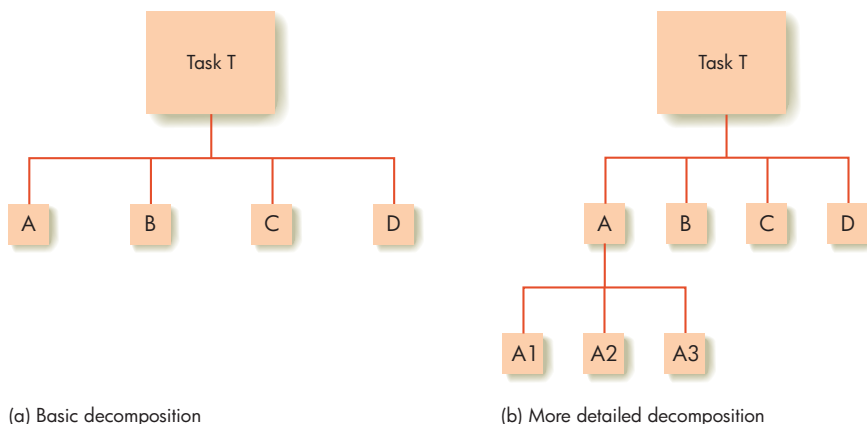 Task T
A
B
C
D
(a) Basic decomposition
Task T
A
B
C
D
A1
A2
A3
(b) More detailed decomposition